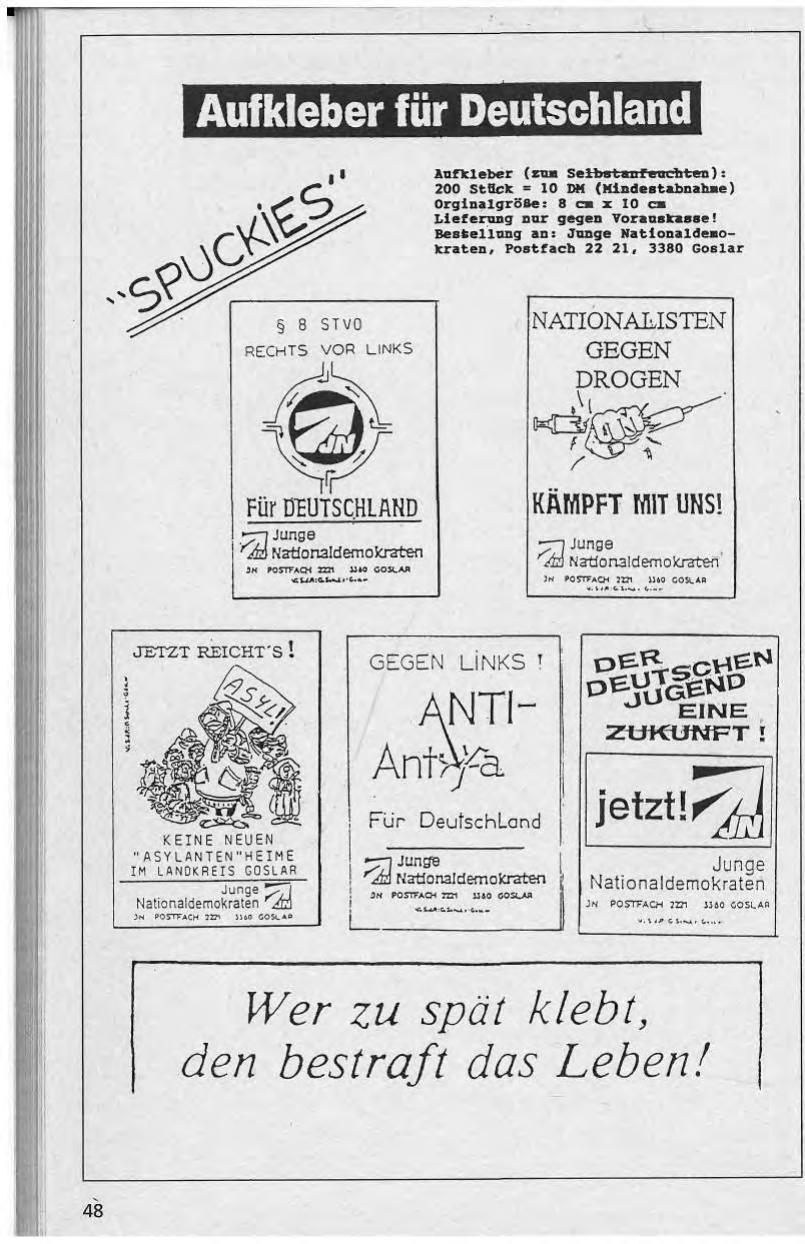 Aufkleber für Deutschland
"SPUCKiES"
Aufkleber (zum Selbstanfeuchten):
200 Stück = 10 DM (Mindestabnahme)
Orginalgröße: 8 cm x 10 cm
Lieferung nur gegen Vorauskasse!
Bestellung an: Junge Nationaldemo-
kraten, Postfach 22 21, 3380 Goslar
§ 8 STVO
RECHTS VOR LINKS
JN
Für DEUTSCHLAND
Junge
Nationaldemokraten
JN POSTFACH 2221 3380 GOSLAR
NATIONALISTEN
GEGEN
DROGEN
JN
KÄMPFT MIT UNS!
Junge
Nationaldemokraten
JN POSTFACH 2221 3380 GOSLAR
JETZT REICHT'S!
ASYL!
KEINE NEUEN
"ASYLANTEN"HEIME
IM LANDKREIS GOSLAR
Junge
Nationaldemokraten
JN POSTFACH 2221 3380 GOSLAR
GEGEN LiNKS !
ANTI-
Antifa
Für DeutschLand
Junge
Nationaldemokraten
JN POSTFACH 2221 3380 GOSLAR
DER
DEUTSCHEN
JUGEND
EINE
ZUKUNFT !
jetzt!
JN
Junge
Nationaldemokraten
JN POSTFACH 2221 3380 GOSLAR
Wer zu spät klebt,
den bestraft das Leben!
48